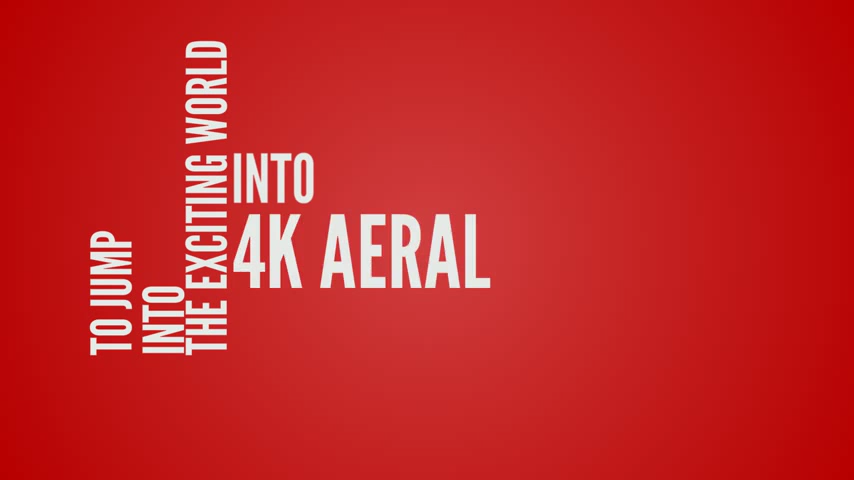 TO JUMP
INTO
THE EXCITING WORLD
INTO
4K AERAL